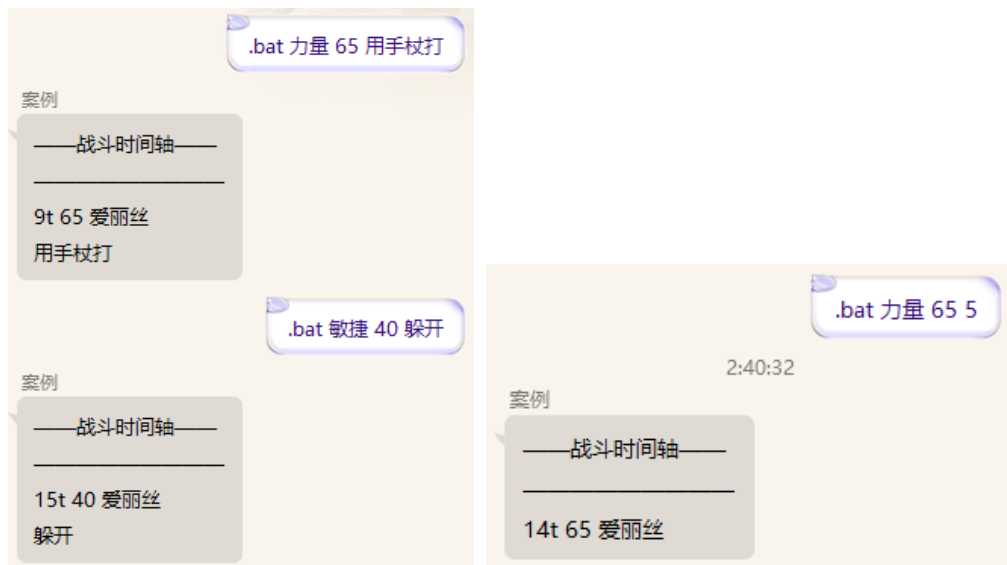 .bat 力量 65 用手杖打
案例
——战斗时间轴——
—————————
9t 65 爱丽丝
用手杖打
.bat 敏捷 40 躲开
案例
——战斗时间轴——
—————————
15t 40 爱丽丝
躲开
.bat 力量 65 5
2:40:32
案例
——战斗时间轴——
—————————
14t 65 爱丽丝